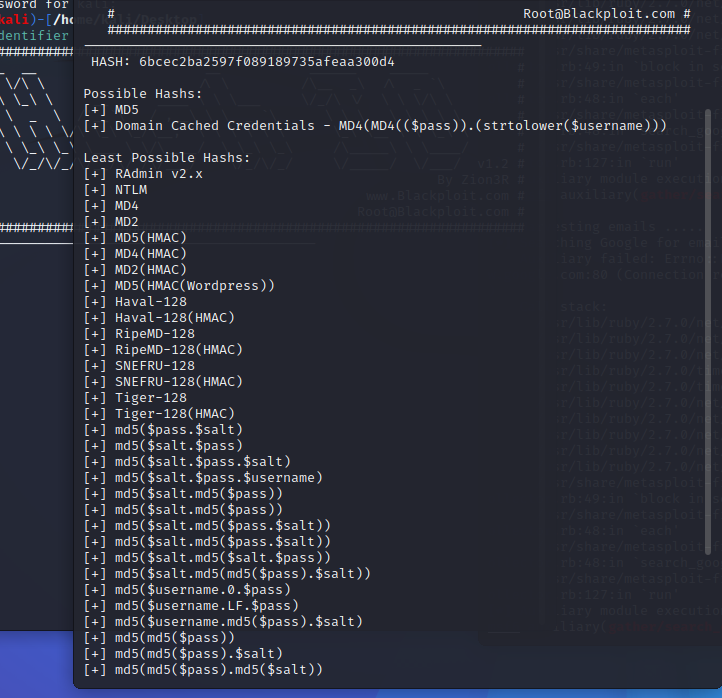 #                                                    Root@Blackploit.com #
#########################################################################
HASH: 6bcec2ba2597f089189735afeaa300d4
Possible Hashs:
[+] MD5
[+] Domain Cached Credentials - MD4(MD4(($pass)).(strtolower($username)))
Least Possible Hashs:
[+] RAdmin v2.x
[+] NTLM
[+] MD4
[+] MD2
[+] MD5(HMAC)
[+] MD4(HMAC)
[+] MD2(HMAC)
[+] MD5(HMAC(Wordpress))
[+] Haval-128
[+] Haval-128(HMAC)
[+] RipeMD-128
[+] RipeMD-128(HMAC)
[+] SNEFRU-128
[+] SNEFRU-128(HMAC)
[+] Tiger-128
[+] Tiger-128(HMAC)
[+] md5($pass.$salt)
[+] md5($salt.$pass)
[+] md5($salt.$pass.$salt)
[+] md5($salt.$pass.$username)
[+] md5($salt.md5($pass))
[+] md5($salt.md5($pass))
[+] md5($salt.md5($pass.$salt))
[+] md5($salt.md5($pass.$salt))
[+] md5($salt.md5($salt.$pass))
[+] md5($salt.md5(md5($pass).$salt))
[+] md5($username.0.$pass)
[+] md5($username.LF.$pass)
[+] md5($username.md5($pass).$salt)
[+] md5(md5($pass))
[+] md5(md5($pass).$salt)
[+] md5(md5($pass).md5($salt))